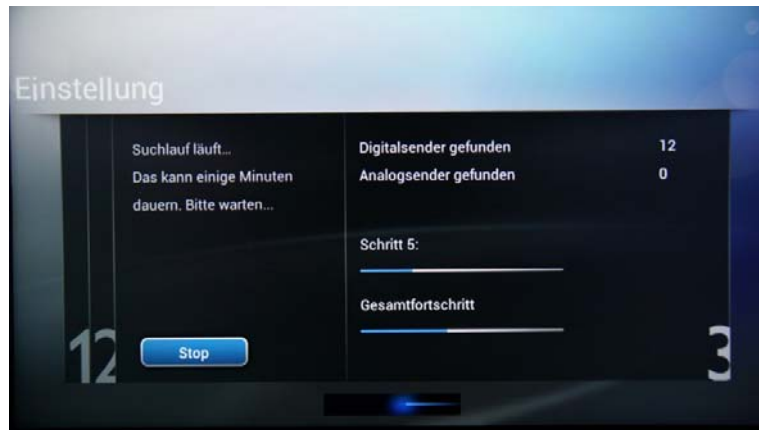 Einstellung
Suchlauf läuft...
Das kann einige Minuten
dauern. Bitte warten...
Digitalsender gefunden 12
Analogsender gefunden 0
Schritt 5:
Gesamtfortschritt
Stop
12
3